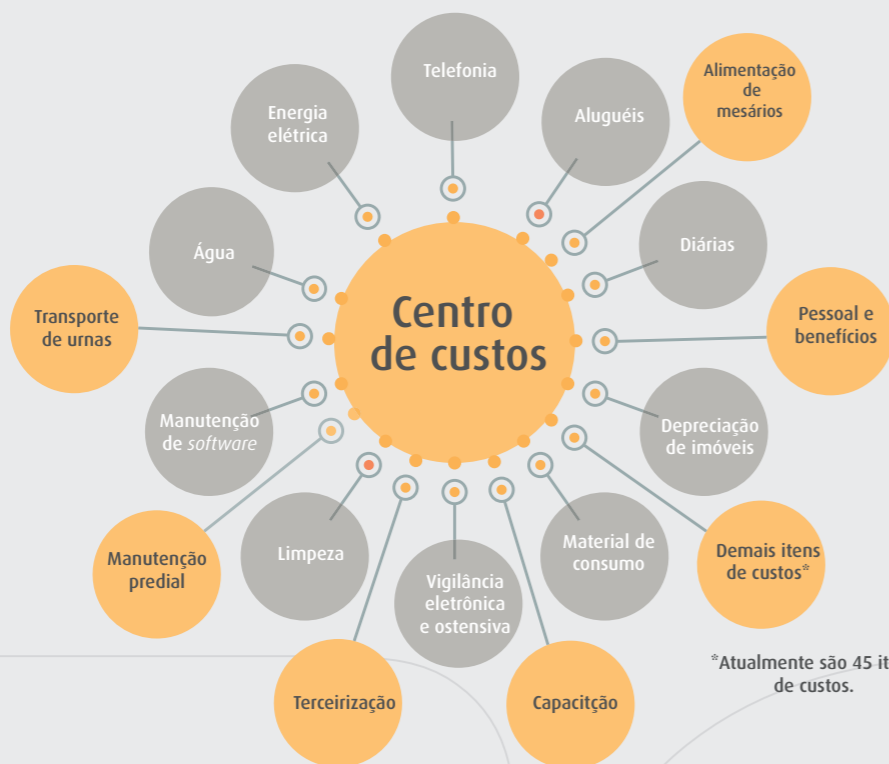 Telefonia
Alimentação
de
mesários
Energia
elétrica
Aluguéis
Água
Diárias
Transporte
de urnas
Centro
de custos
Pessoal e
benefícios
Manutenção
de software
Depreciação
de imóveis
Manutenção
predial
Limpeza
Vigilância
eletrônica
e ostensiva
Material de
consumo
Demais itens
de custos*
Terceirização
Capacitção
*Atualmente são 45
de custos.